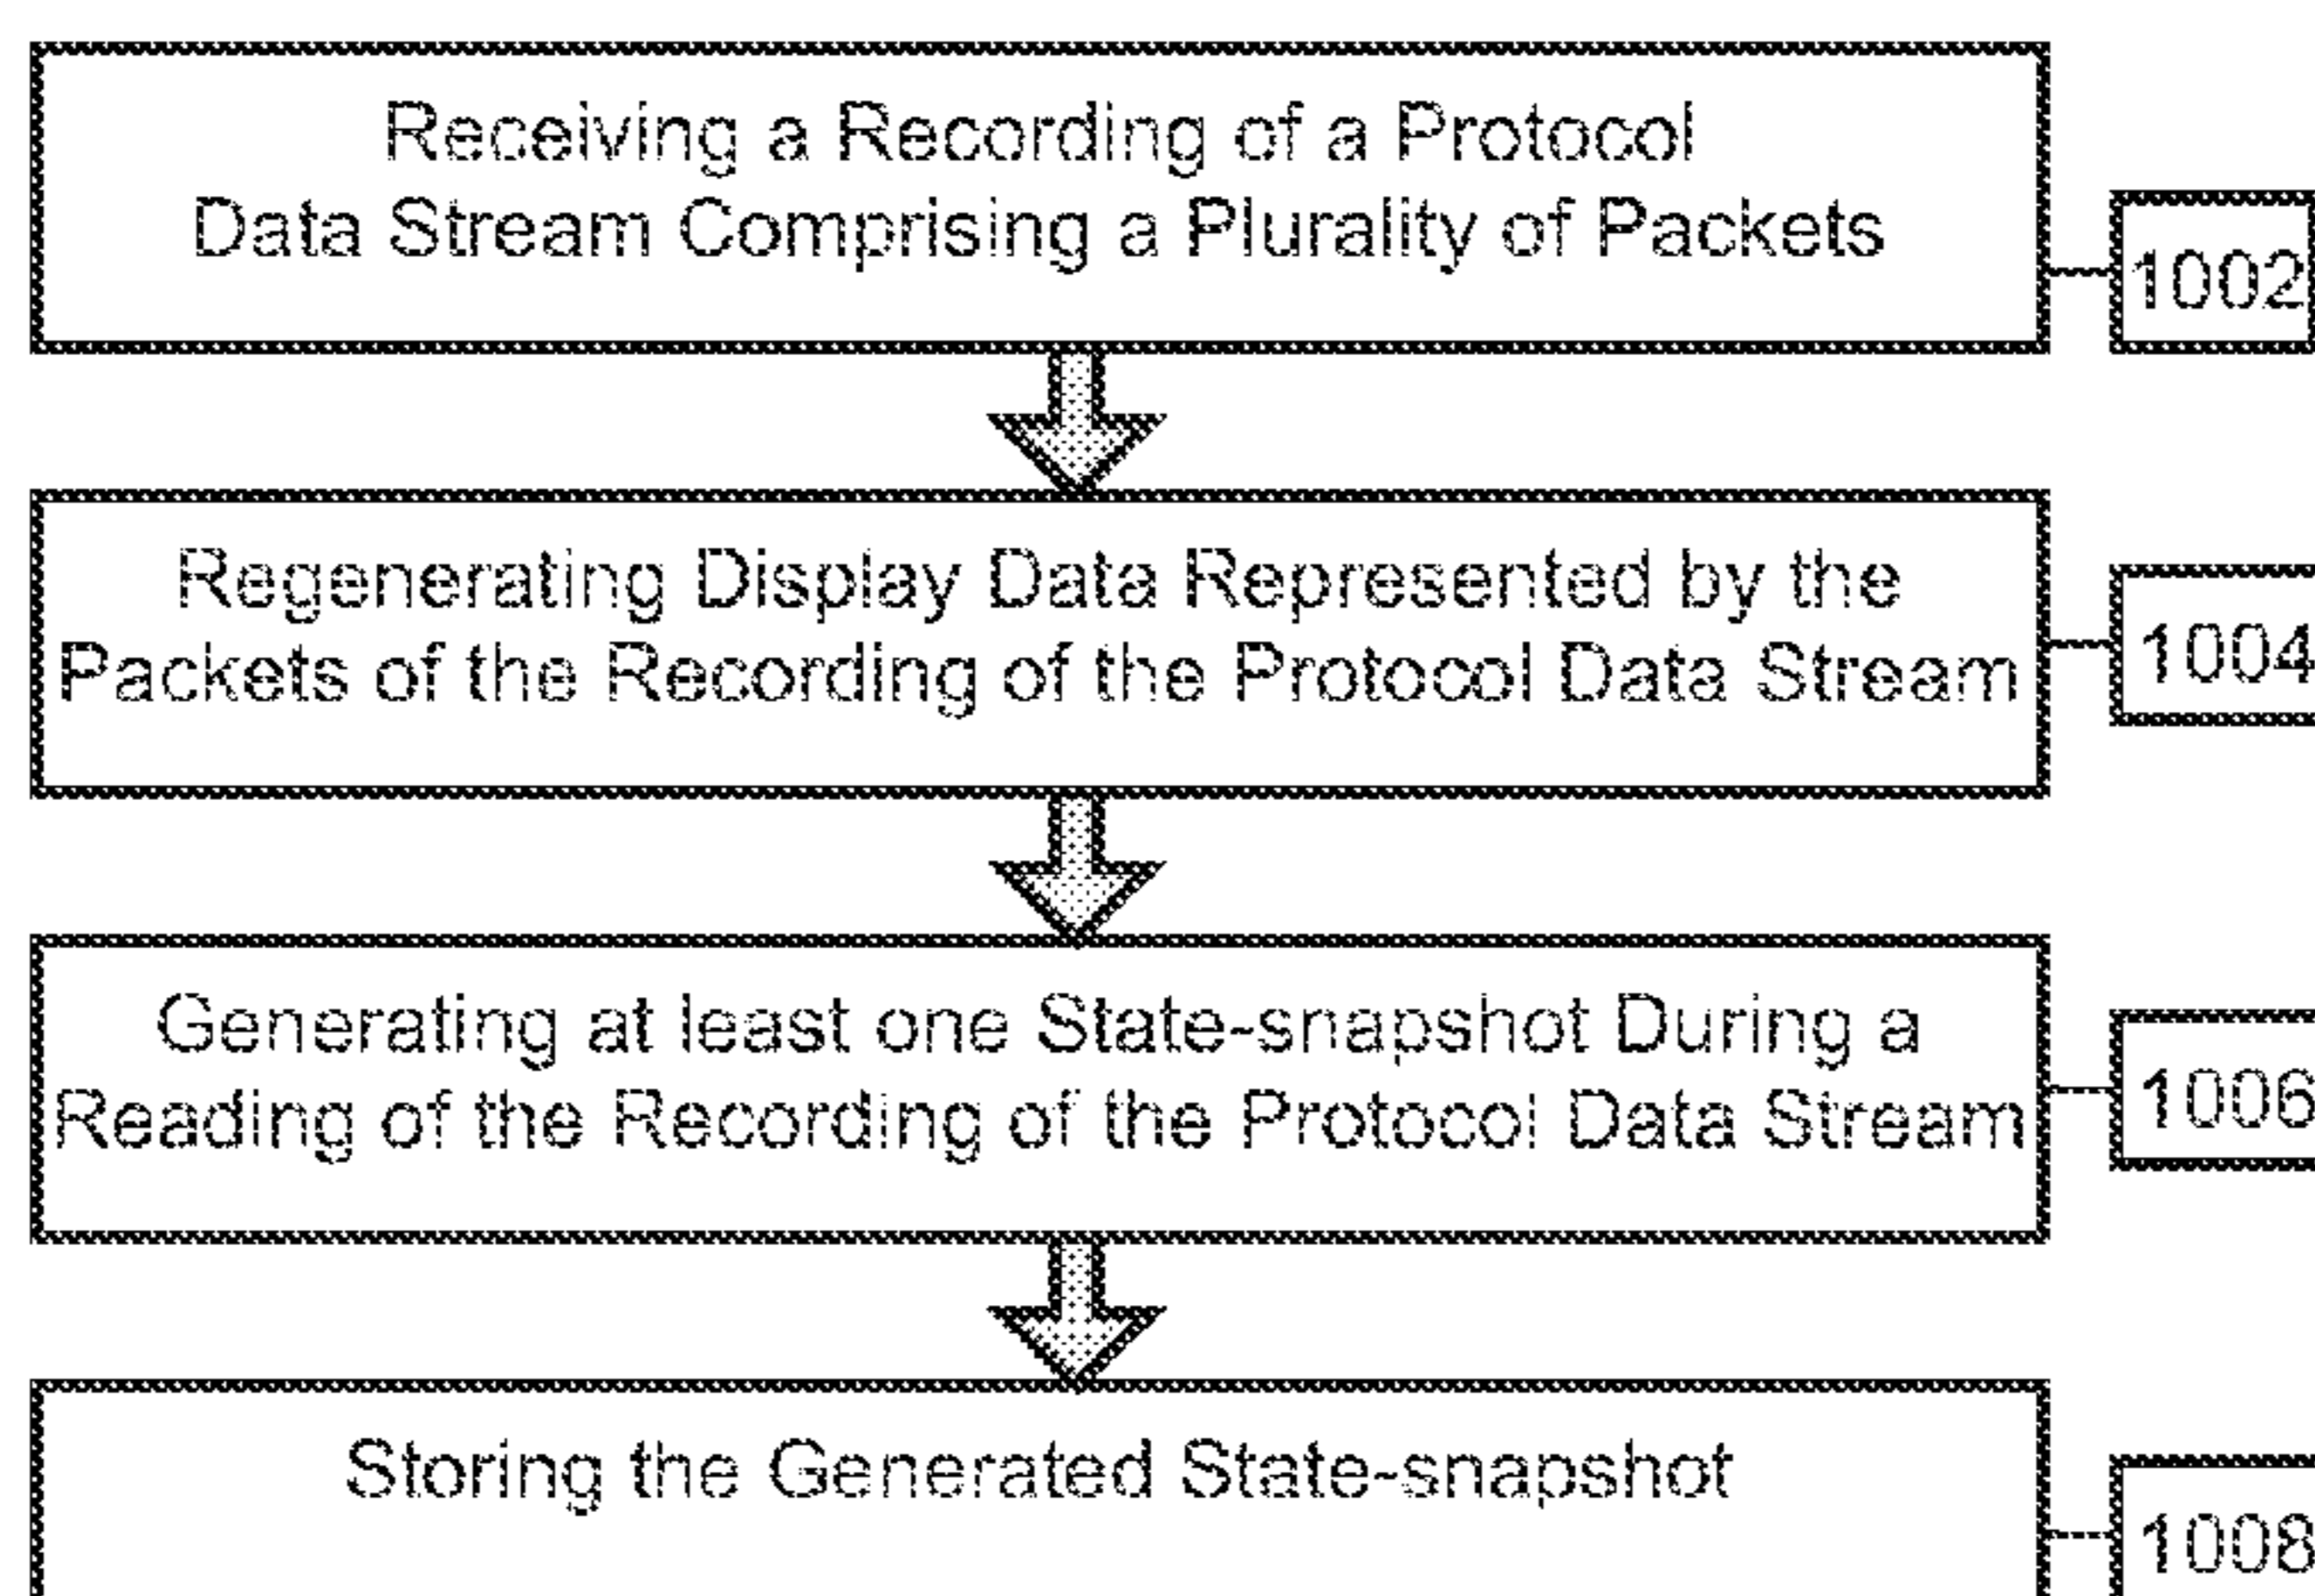 Receiving a Recording of a Protocol
Data Stream Comprising a Plurality of Packets
1002
Regenerating Display Data Represented by the
Packets of the Recording of the Protocol Data Stream
1004
Generating at least one State-snapshot During a
Reading of the Recording of the Protocol Data Stream
1006
Storing the Generated State-snapshot
1008